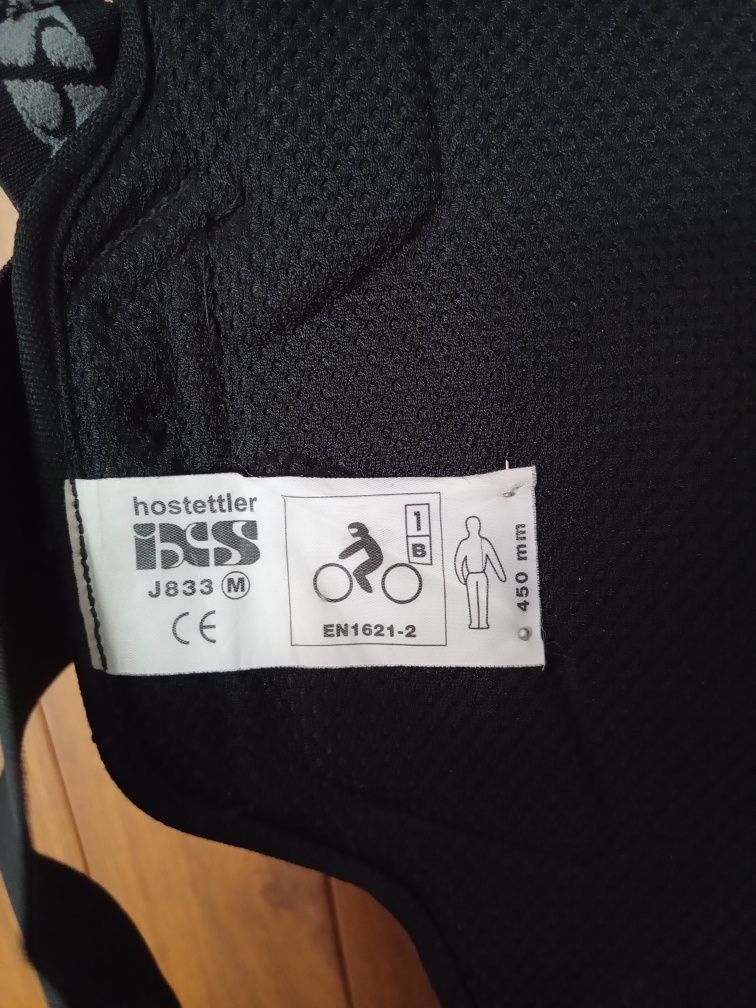 hostettler
iXS
J833 M
CE
1
B
EN1621-2
450 mm